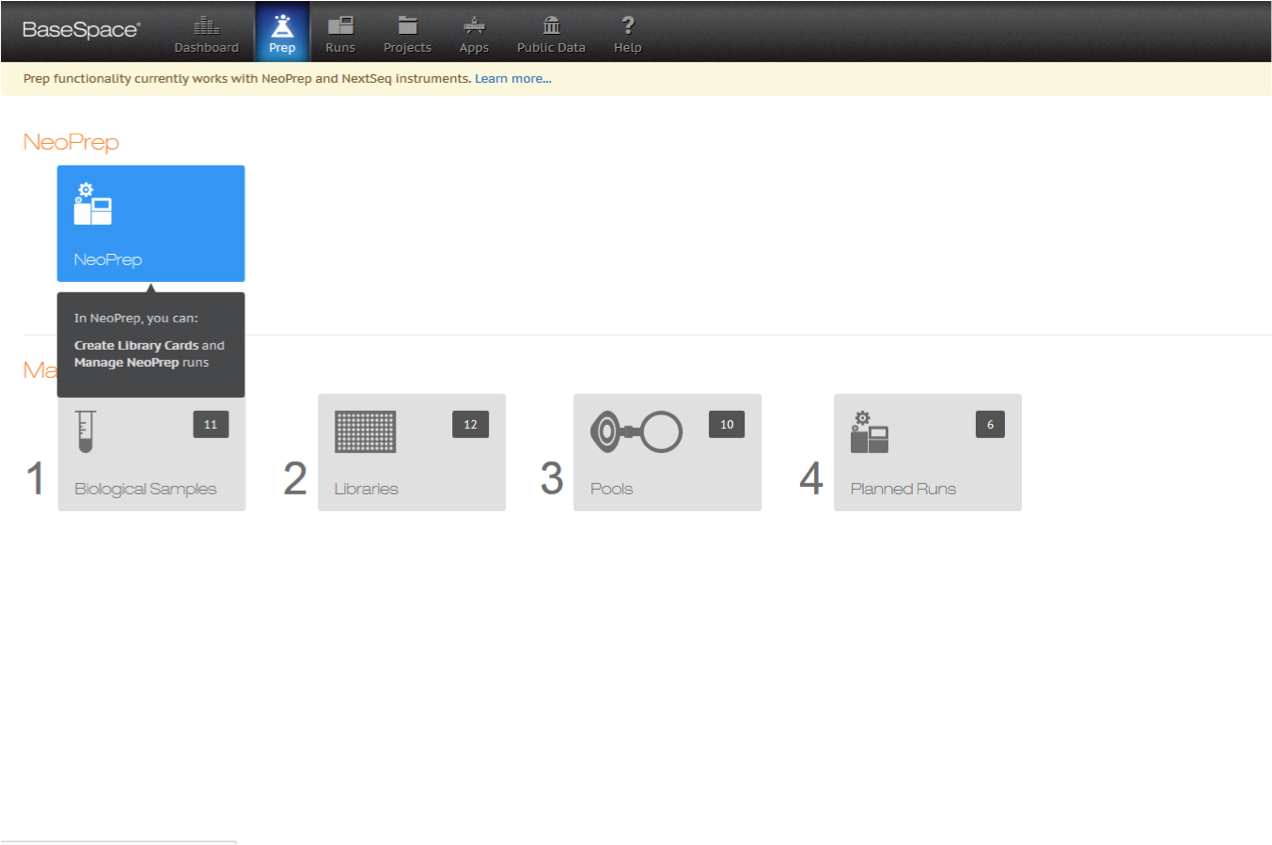 BaseSpace®
Dashboard
Prep
Runs
Projects
Apps
Public Data
?
Help
Prep functionality currently works with NeoPrep and NextSeq instruments. Learn more...
NeoPrep
NeoPrep
In NeoPrep, you can:
Create Library Cards and
Manage NeoPrep runs
Ma
1
11
Biological Samples
2
12
Libraries
3
10
Pools
4
6
Planned Runs